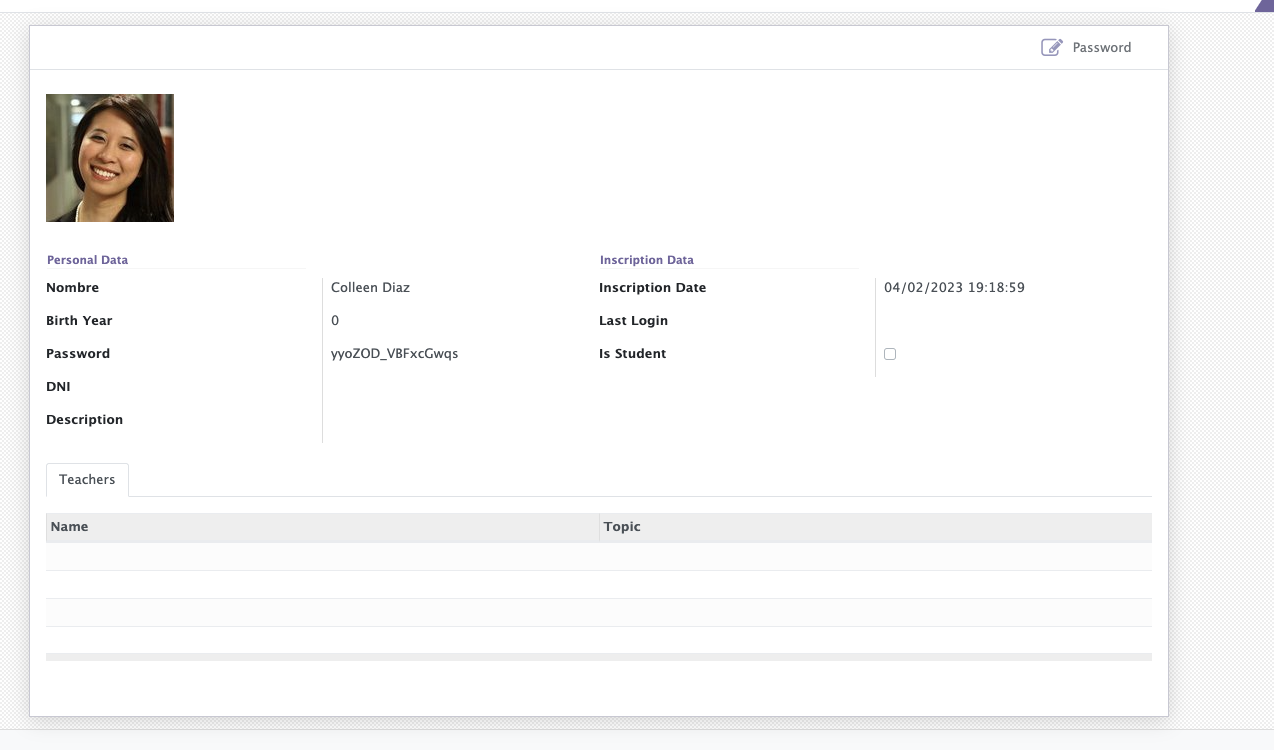 Password
Personal Data
Inscription Data
Nombre Colleen Diaz
Inscription Date 04/02/2023 19:18:59
Birth Year 0
Last Login
Password yyoZOD_VBFxcGwqs
Is Student
DNI
Description
Teachers
Name Topic